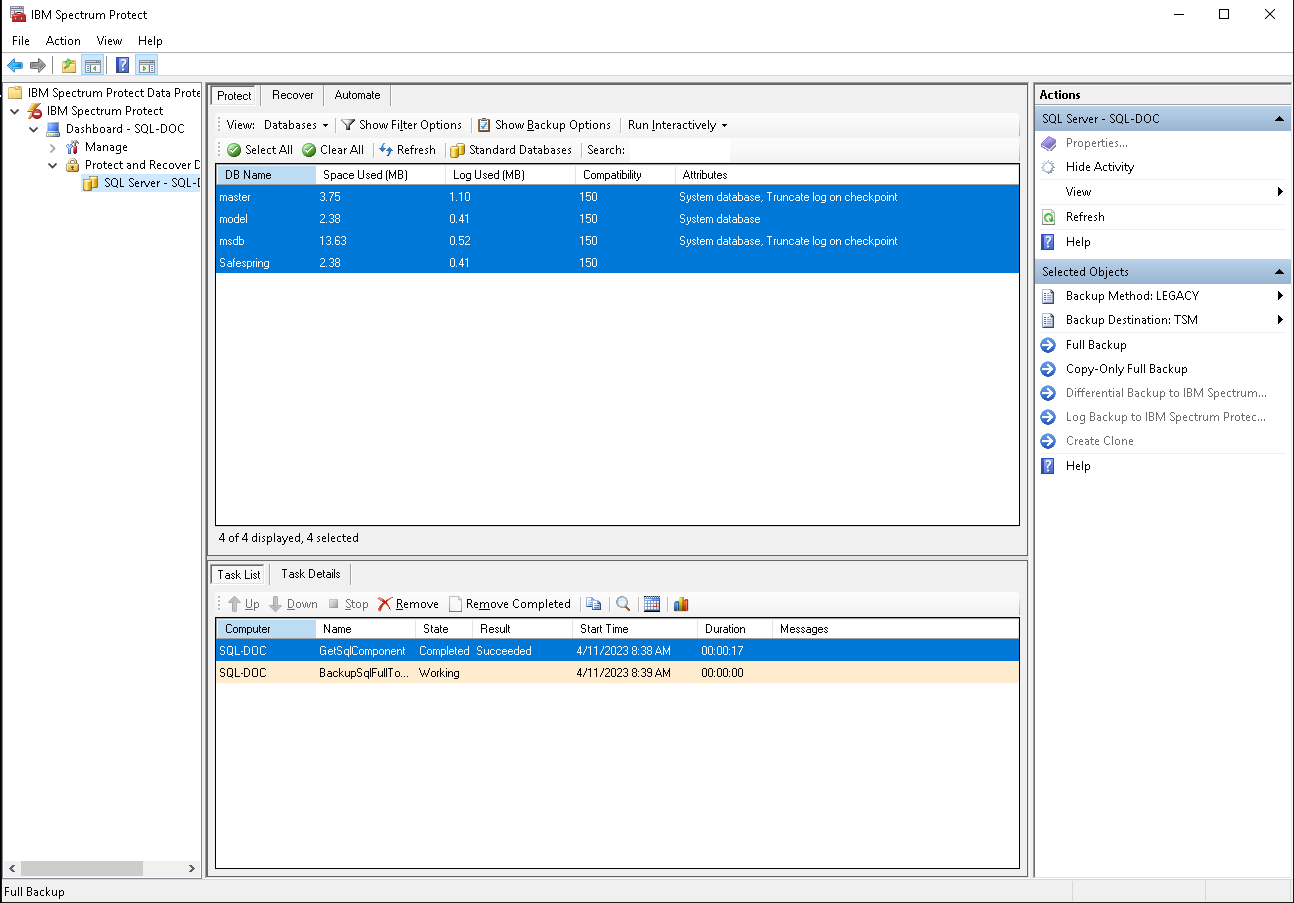 IBM Spectrum Protect
File Action View Help
IBM Spectrum Protect Data Prote
IBM Spectrum Protect
Dashboard - SQL-DOC
Manage
Protect and Recover D
SQL Server - SQL-D
Protect Recover Automate
View: Databases Show Filter Options Show Backup Options Run Interactively
Select All Clear All Refresh Standard Databases Search:
DB Name Space Used (MB) Log Used (MB) Compatibility Attributes
master 3.75 1.10 150 System database, Truncate log on checkpoint
model 2.38 0.41 150 System database
msdb 13.63 0.52 150 System database, Truncate log on checkpoint
Safespring 2.38 0.41 150
4 of 4 displayed, 4 selected
Task List Task Details
Up Down Stop Remove Remove Completed
Computer Name State Result Start Time Duration Messages
SQL-DOC GetSqlComponent Completed Succeeded 4/11/2023 8:38 AM 00:00:17
SQL-DOC BackupSqlFullTo... Working 4/11/2023 8:39 AM 00:00:00
Actions
SQL Server - SQL-DOC
Properties...
Hide Activity
View
Refresh
Help
Selected Objects
Backup Method: LEGACY
Backup Destination: TSM
Full Backup
Copy-Only Full Backup
Differential Backup to IBM Spectrum...
Log Backup to IBM Spectrum Protec...
Create Clone
Help
Full Backup